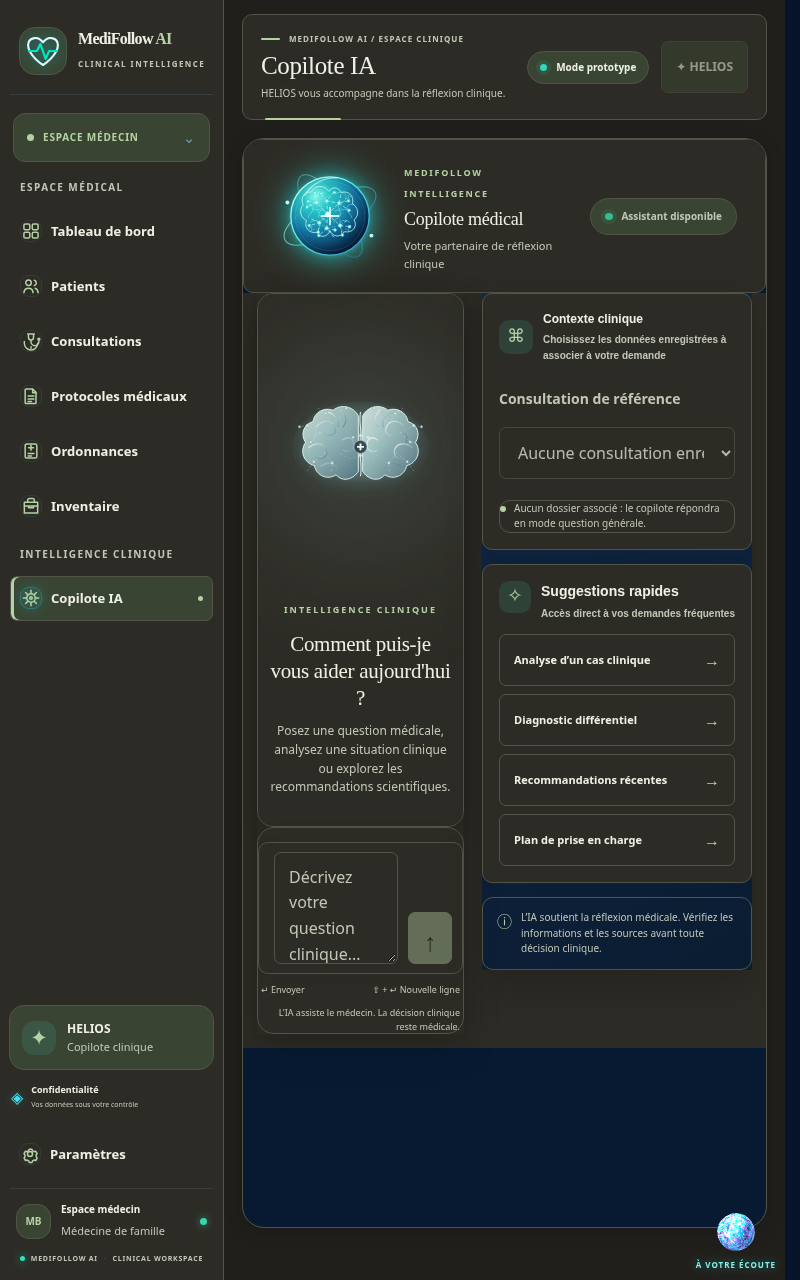 MediFollow AI
CLINICAL INTELLIGENCE
ESPACE MÉDECIN
ESPACE MÉDICAL
Tableau de bord
Patients
Consultations
Protocoles médicaux
Ordonnances
Inventaire
INTELLIGENCE CLINIQUE
Copilote IA
HELIOS
Copilote clinique
Confidentialité
Vos données sous votre contrôle
Paramètres
MB
Espace médecin
Médecine de famille
MEDIFOLLOW AI · CLINICAL WORKSPACE
MEDIFOLLOW AI / ESPACE CLINIQUE
Copilote IA
HELIOS vous accompagne dans la réflexion clinique.
Mode prototype
✦ HELIOS
MEDIFOLLOW
INTELLIGENCE
Copilote médical
Votre partenaire de réflexion
clinique
Assistant disponible
INTELLIGENCE CLINIQUE
Comment puis-je
vous aider aujourd'hui
?
Posez une question médicale,
analysez une situation clinique
ou explorez les
recommandations scientifiques.
Décrivez
votre
question
clinique...
↑
↵ Envoyer
⇧ + ↵ Nouvelle ligne
L'IA assiste le médecin. La décision clinique
reste médicale.
⌘
Contexte clinique
Choisissez les données enregistrées à
associer à votre demande
Consultation de référence
Aucune consultation enre
Aucun dossier associé : le copilote répondra
en mode question générale.
Suggestions rapides
Accès direct à vos demandes fréquentes
Analyse d’un cas clinique →
Diagnostic différentiel →
Recommandations récentes →
Plan de prise en charge →
ⓘ
L’IA soutient la réflexion médicale. Vérifiez les
informations et les sources avant toute
décision clinique.
À VOTRE ÉCOUTE